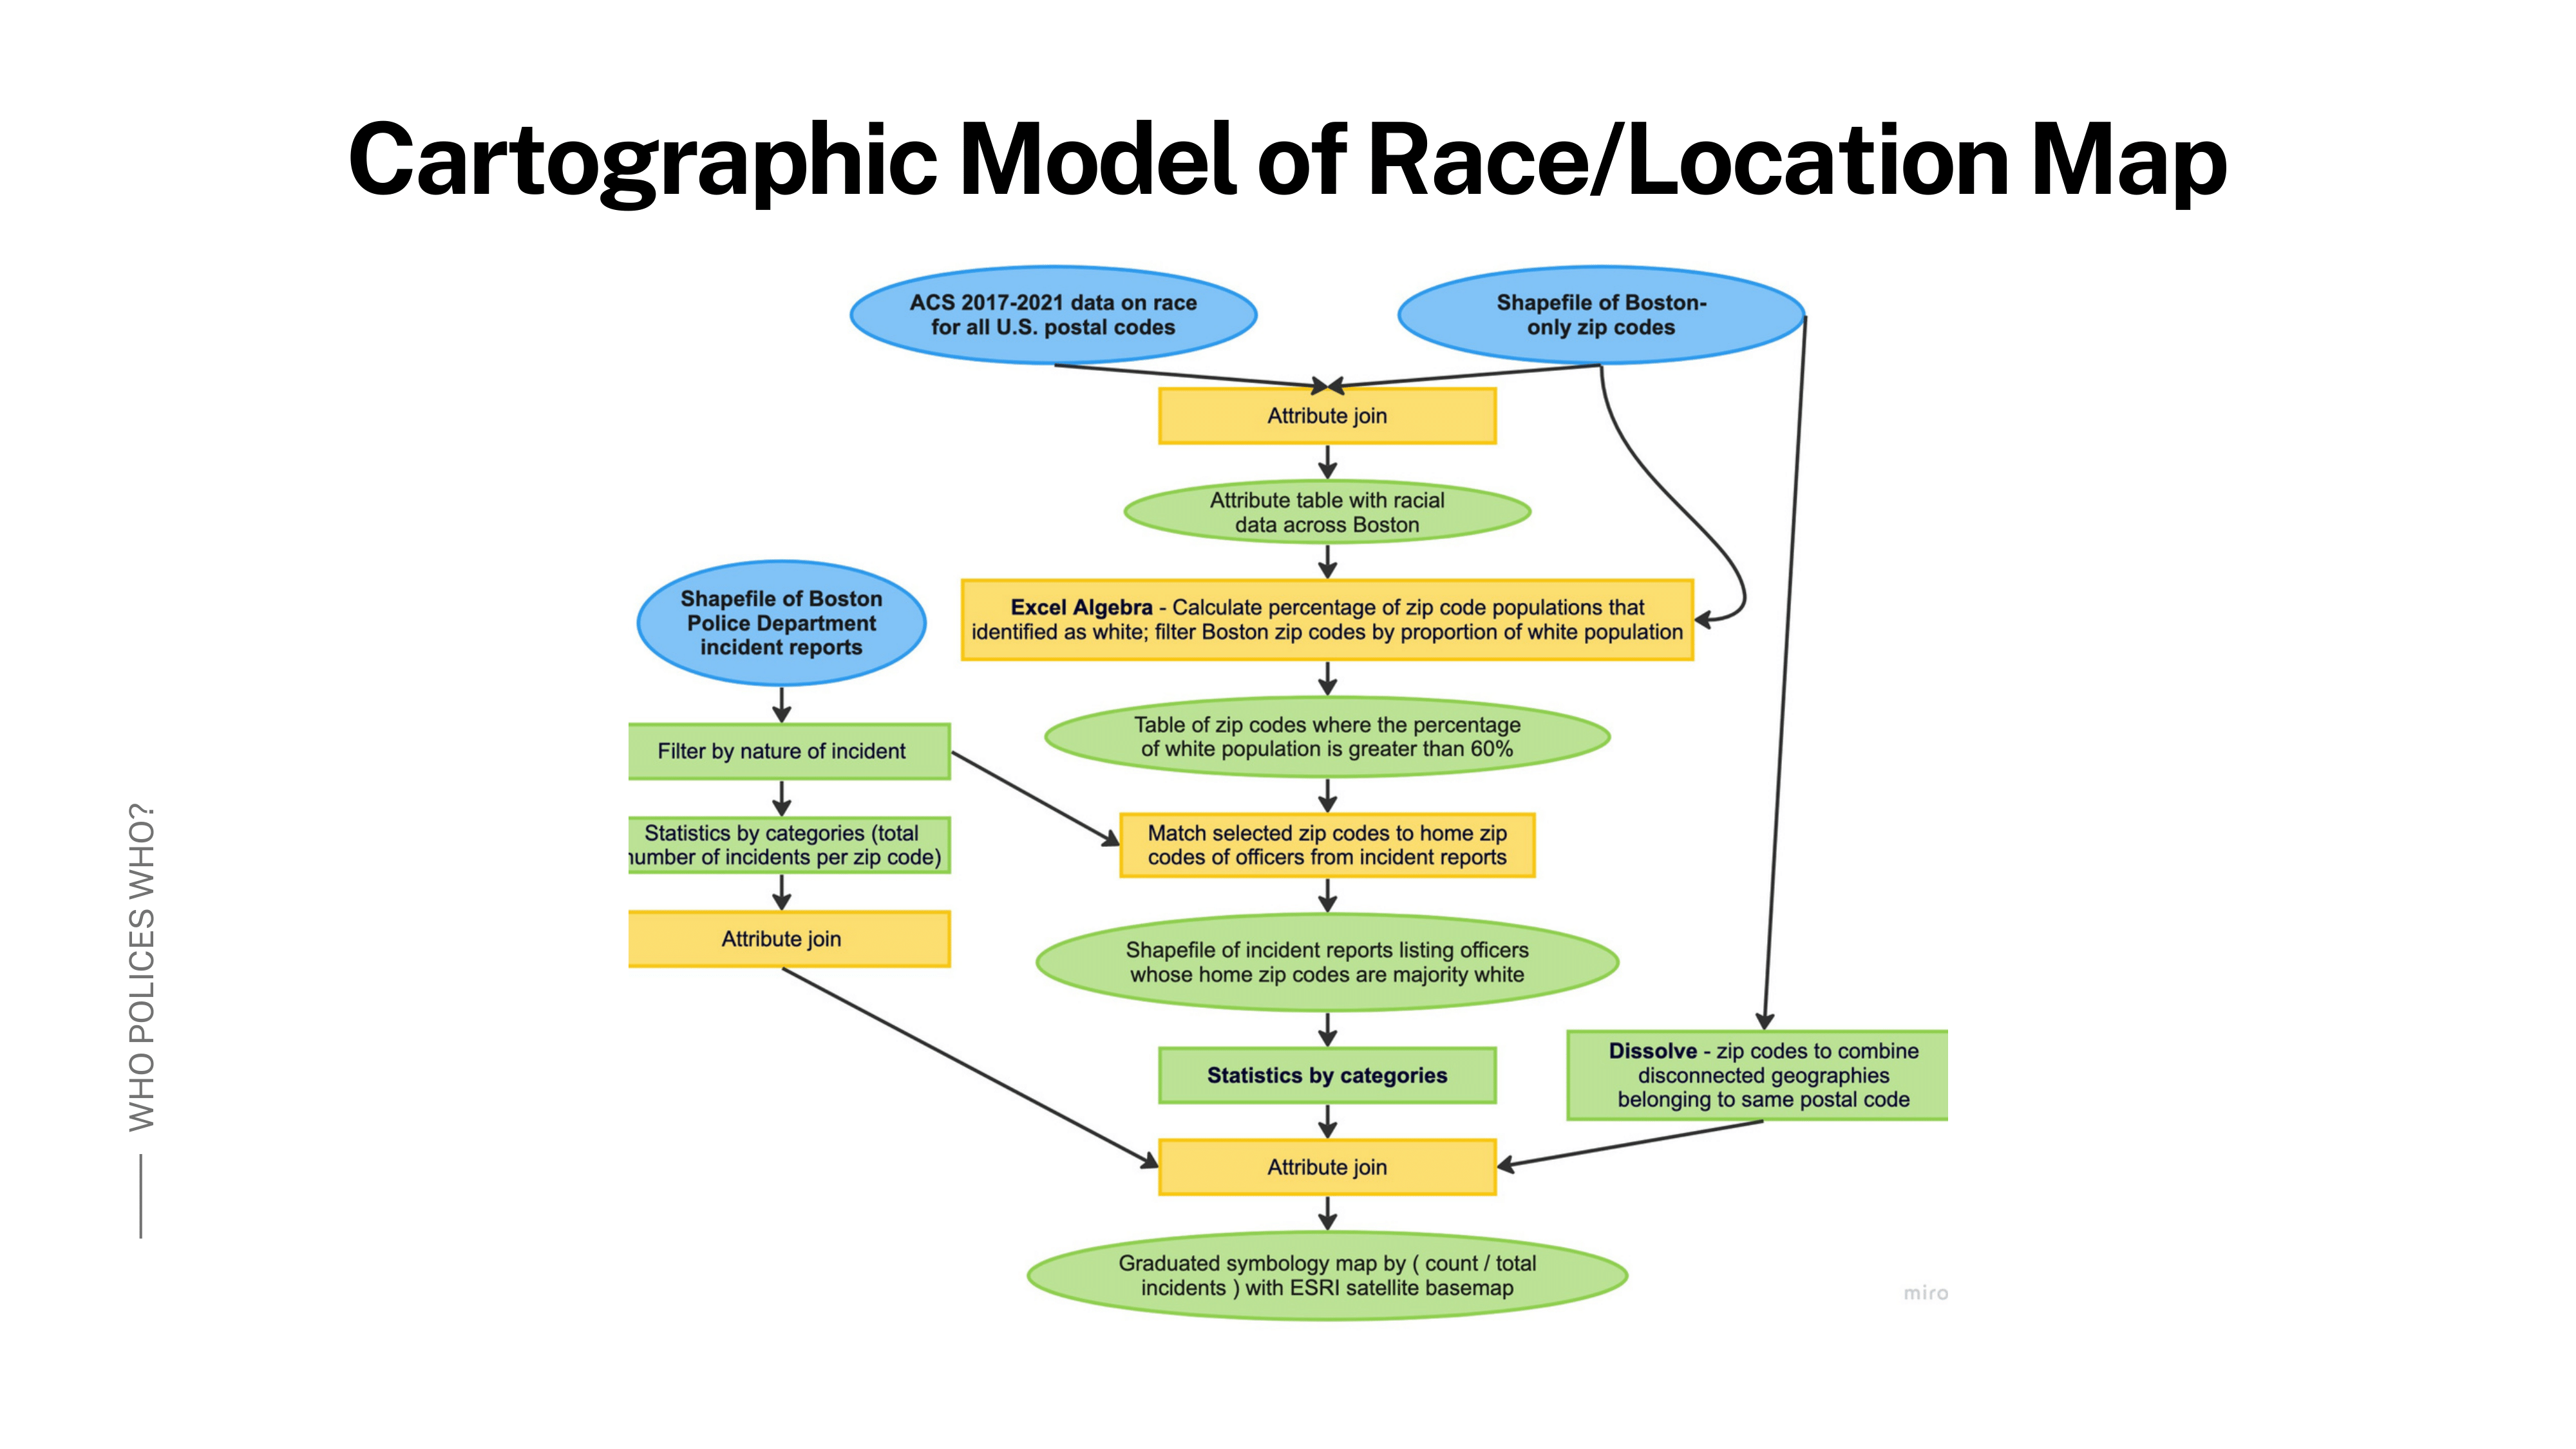 Cartographic Model of Race/Location Map
ACS 2017-2021 data on race
for all U.S. postal codes
Shapefile of Boston-
only zip codes
Attribute join
Attribute table with racial
data across Boston
Shapefile of Boston
Police Department
incident reports
Excel Algebra - Calculate percentage of zip code populations that
identified as white; filter Boston zip codes by proportion of white population
Filter by nature of incident
Table of zip codes where the percentage
of white population is greater than 60%
Statistics by categories (total
number of incidents per zip code)
Match selected zip codes to home zip
codes of officers from incident reports
Attribute join
Shapefile of incident reports listing officers
whose home zip codes are majority white
Statistics by categories
Dissolve - zip codes to combine
disconnected geographies
belonging to same postal code
Attribute join
Graduated symbology map by ( count / total
incidents ) with ESRI satellite basemap
WHO POLICES WHO?
miro